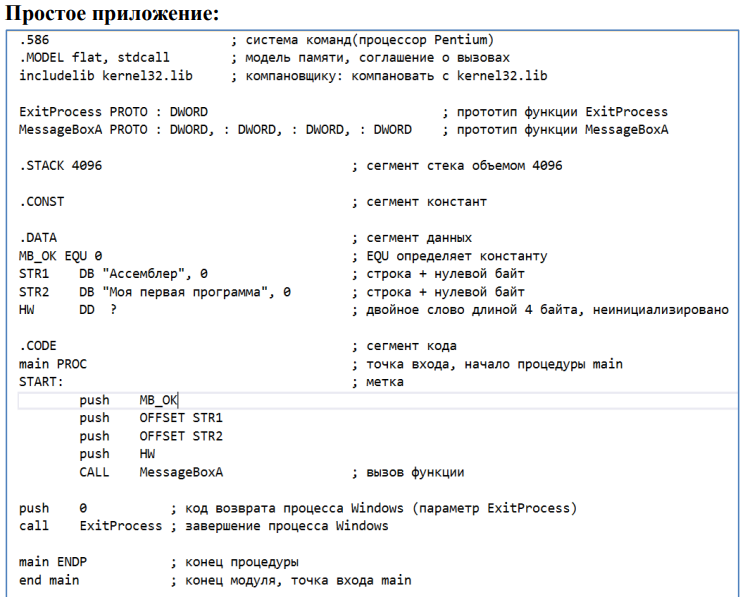 Простое приложение:
.586 ; система команд(процессор Pentium)
.MODEL flat, stdcall ; модель памяти, соглашение о вызовах
includelib kernel32.lib ; компановщику: компановать с kernel32.lib
ExitProcess PROTO : DWORD ; прототип функции ExitProcess
MessageBoxA PROTO : DWORD, : DWORD, : DWORD, : DWORD ; прототип функции MessageBoxA
.STACK 4096 ; сегмент стека объемом 4096
.CONST ; сегмент констант
.DATA ; сегмент данных
MB_OK EQU 0 ; EQU определяет константу
STR1 DB "Ассемблер", 0 ; строка + нулевой байт
STR2 DB "Моя первая программа", 0 ; строка + нулевой байт
HW DD ? ; двойное слово длиной 4 байта, неинициализировано
.CODE ; сегмент кода
main PROC ; точка входа, начало процедуры main
START: ; метка
push MB_OK
push OFFSET STR1
push OFFSET STR2
push HW
CALL MessageBoxA ; вызов функции
push 0 ; код возврата процесса Windows (параметр ExitProcess)
call ExitProcess ; завершение процесса Windows
main ENDP ; конец процедуры
end main ; конец модуля, точка входа main